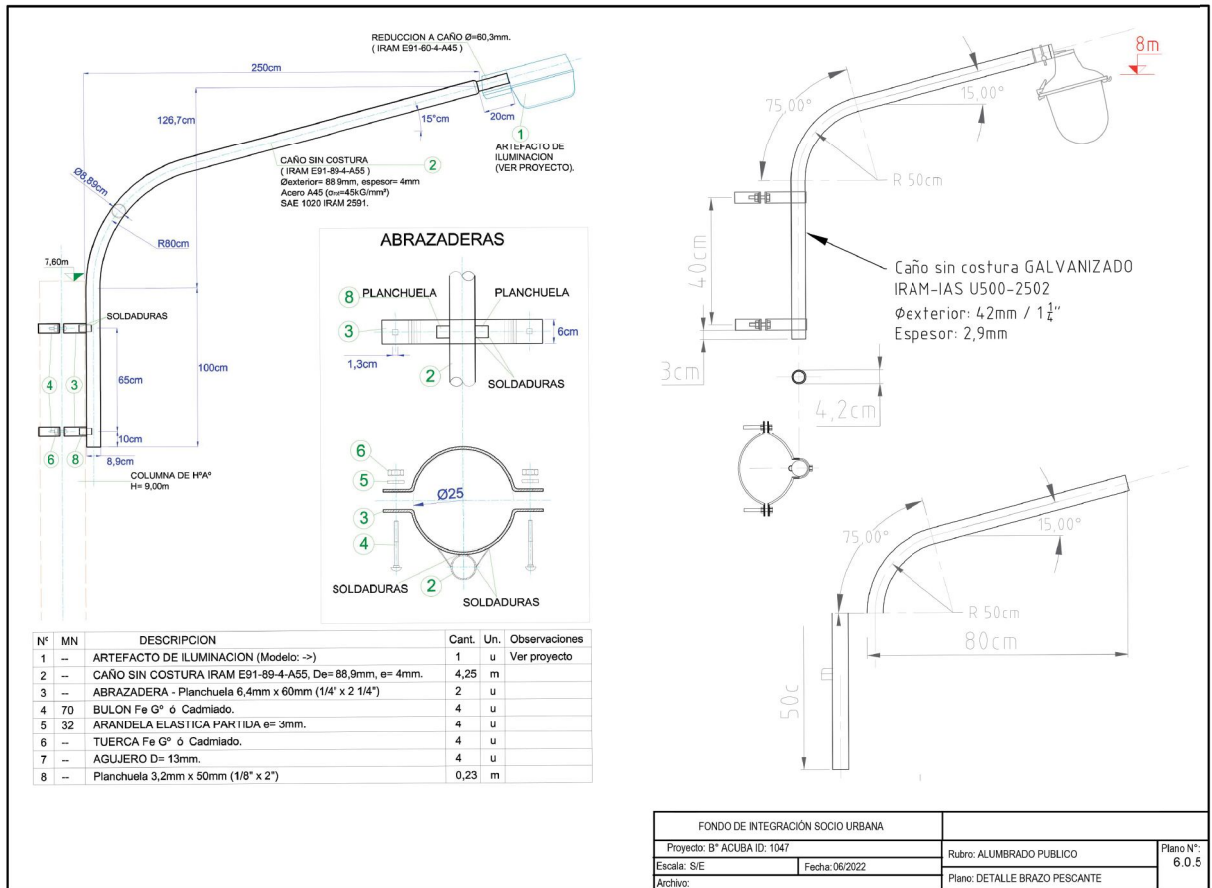 REDUCCION A CAÑO Ø=60,3mm.
( IRAM E91-60-4-A45 )
250cm
126,7cm
15°cm
20cm
1
ARTEFACTO DE
ILUMINACION
(VER PROYECTO).
CAÑO SIN COSTURA
( IRAM E91-89-4-A55 )
Øexterior= 889mm, espesor= 4mm
Acero A45 (σrot=45kG/mm²)
SAE 1020 IRAM 2591.
2
Ø8,89cm
R80cm
7,60m
SOLDADURAS
4
3
65cm
100cm
10cm
6
8
8,9cm
COLUMNA DE HºAº
H= 9,00m
ABRAZADERAS
8
PLANCHUELA
PLANCHUELA
3
6cm
1,3cm
2
SOLDADURAS
6
5
Ø25
3
4
SOLDADURAS
2
SOLDADURAS
Nº MN DESCRIPCION Cant. Un. Observaciones
1 -- ARTEFACTO DE ILUMINACION (Modelo: ->) 1 u Ver proyecto
2 -- CAÑO SIN COSTURA IRAM E91-89-4-A55, De=88,9mm, e= 4mm. 4,25 m
3 -- ABRAZADERA - Planchuela 6,4mm x 60mm (1/4' x 2 1/4") 2 u
4 70 BULON Fe Gº ó Cadmiado. 4 u
5 32 ARANDELA ELASTICA PARTIDA e= 3mm. 4 u
6 -- TUERCA Fe Gº ó Cadmiado. 4 u
7 -- AGUJERO D= 13mm. 4 u
8 -- Planchuela 3,2mm x 50mm (1/8" x 2") 0,23 m
8m
75,00°
15,00°
R 50cm
40cm
Caño sin costura GALVANIZADO
IRAM-IAS U500-2502
Øexterior: 42mm / 1 1/4"
Espesor: 2,9mm
3cm
4,2cm
75,00°
15,00°
R 50cm
80cm
50c
FONDO DE INTEGRACIÓN SOCIO URBANA
Proyecto: B° ACUBA ID: 1047
Rubro: ALUMBRADO PUBLICO
Plano N°:
6.0.5
Escala: S/E
Fecha: 06/2022
Archivo:
Plano: DETALLE BRAZO PESCANTE